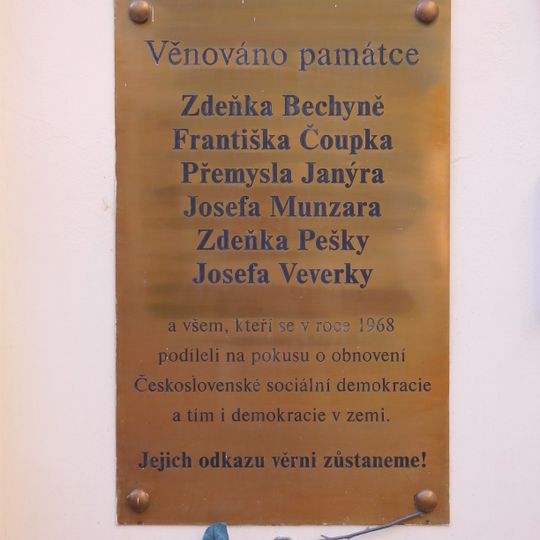 Věnováno památce
Zdeňka Bechyně
Františka Čoupka
Přemysla Janýra
Josefa Munzara
Zdeňka Pešky
Josefa Veverky
a všem, kteří se v roce 1968
podíleli na pokusu o obnovení
Československé sociální demokracie
a tím i demokracie v zemi.
Jejich odkazu věrni zůstaneme!